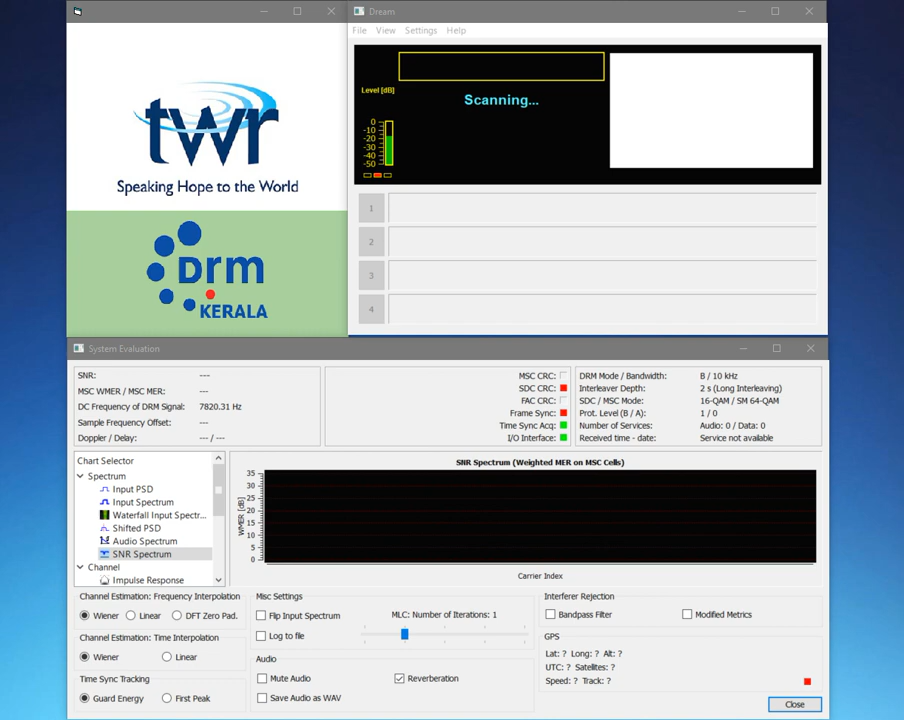 twr
Speaking Hope to the World
Drm
KERALA
Dream
File View Settings Help
Level [dB]
0
-10
-20
-30
-40
-50
Scanning...
1
2
3
4
System Evaluation
SNR: ---
MSC WMER / MSC MER: ---
DC Frequency of DRM Signal: 7820.31 Hz
Sample Frequency Offset: ---
Doppler / Delay: --- / ---
MSC CRC:
SDC CRC:
FAC CRC:
Frame Sync:
Time Sync Acq:
I/O Interface:
DRM Mode / Bandwidth: B / 10 kHz
Interleaver Depth: 2 s (Long Interleaving)
SDC / MSC Mode: 16-QAM / SM 64-QAM
Prot. Level (B / A): 1 / 0
Number of Services: Audio: 0 / Data: 0
Received time - date: Service not available
Chart Selector
Spectrum
Input PSD
Input Spectrum
Waterfall Input Spectr...
Shifted PSD
Audio Spectrum
SNR Spectrum
Channel
Impulse Response
SNR Spectrum (Weighted MER on MSC Cells)
WMER [dB]
35
30
25
20
15
10
5
0
Carrier Index
Channel Estimation: Frequency Interpolation
Wiener Linear DFT Zero Pad.
Channel Estimation: Time Interpolation
Wiener Linear
Time Sync Tracking
Guard Energy First Peak
Misc Settings
Flip Input Spectrum
Log to file
MLC: Number of Iterations: 1
Audio
Mute Audio Reverberation
Save Audio as WAV
Interferer Rejection
Bandpass Filter Modified Metrics
GPS
Lat: ? Long: ? Alt: ?
UTC: ? Satellites: ?
Speed: ? Track: ?
Close